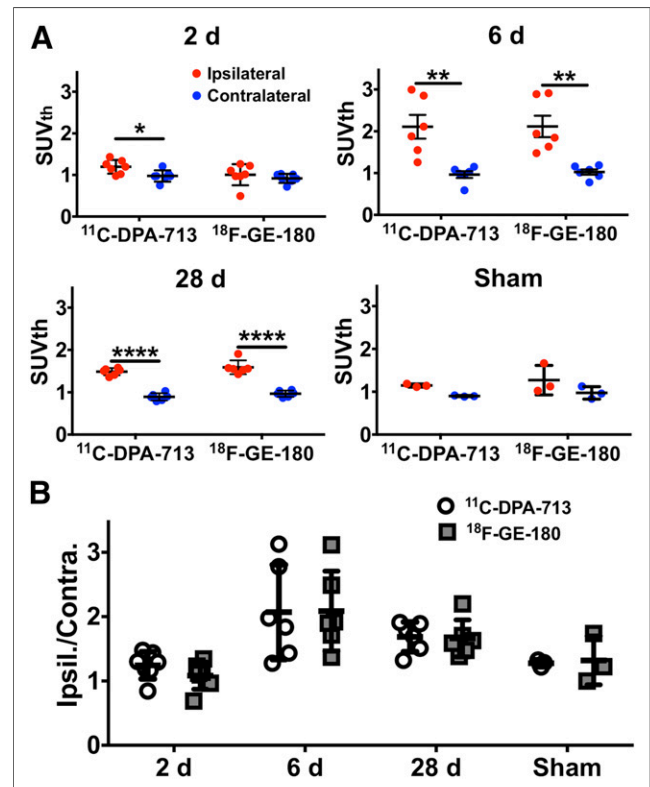 A
2 d
6 d
Ipsilateral
Contralateral
SUVth
3
2
1
0
*
¹¹C-DPA-713
¹⁸F-GE-180
SUVth
3
2
1
0
**
**
¹¹C-DPA-713
¹⁸F-GE-180
28 d
Sham
SUVth
3
2
1
0
****
****
¹¹C-DPA-713
¹⁸F-GE-180
SUVth
3
2
1
0
¹¹C-DPA-713
¹⁸F-GE-180
B
¹¹C-DPA-713
¹⁸F-GE-180
Ipsil./Contra.
3
2
1
0
2 d
6 d
28 d
Sham